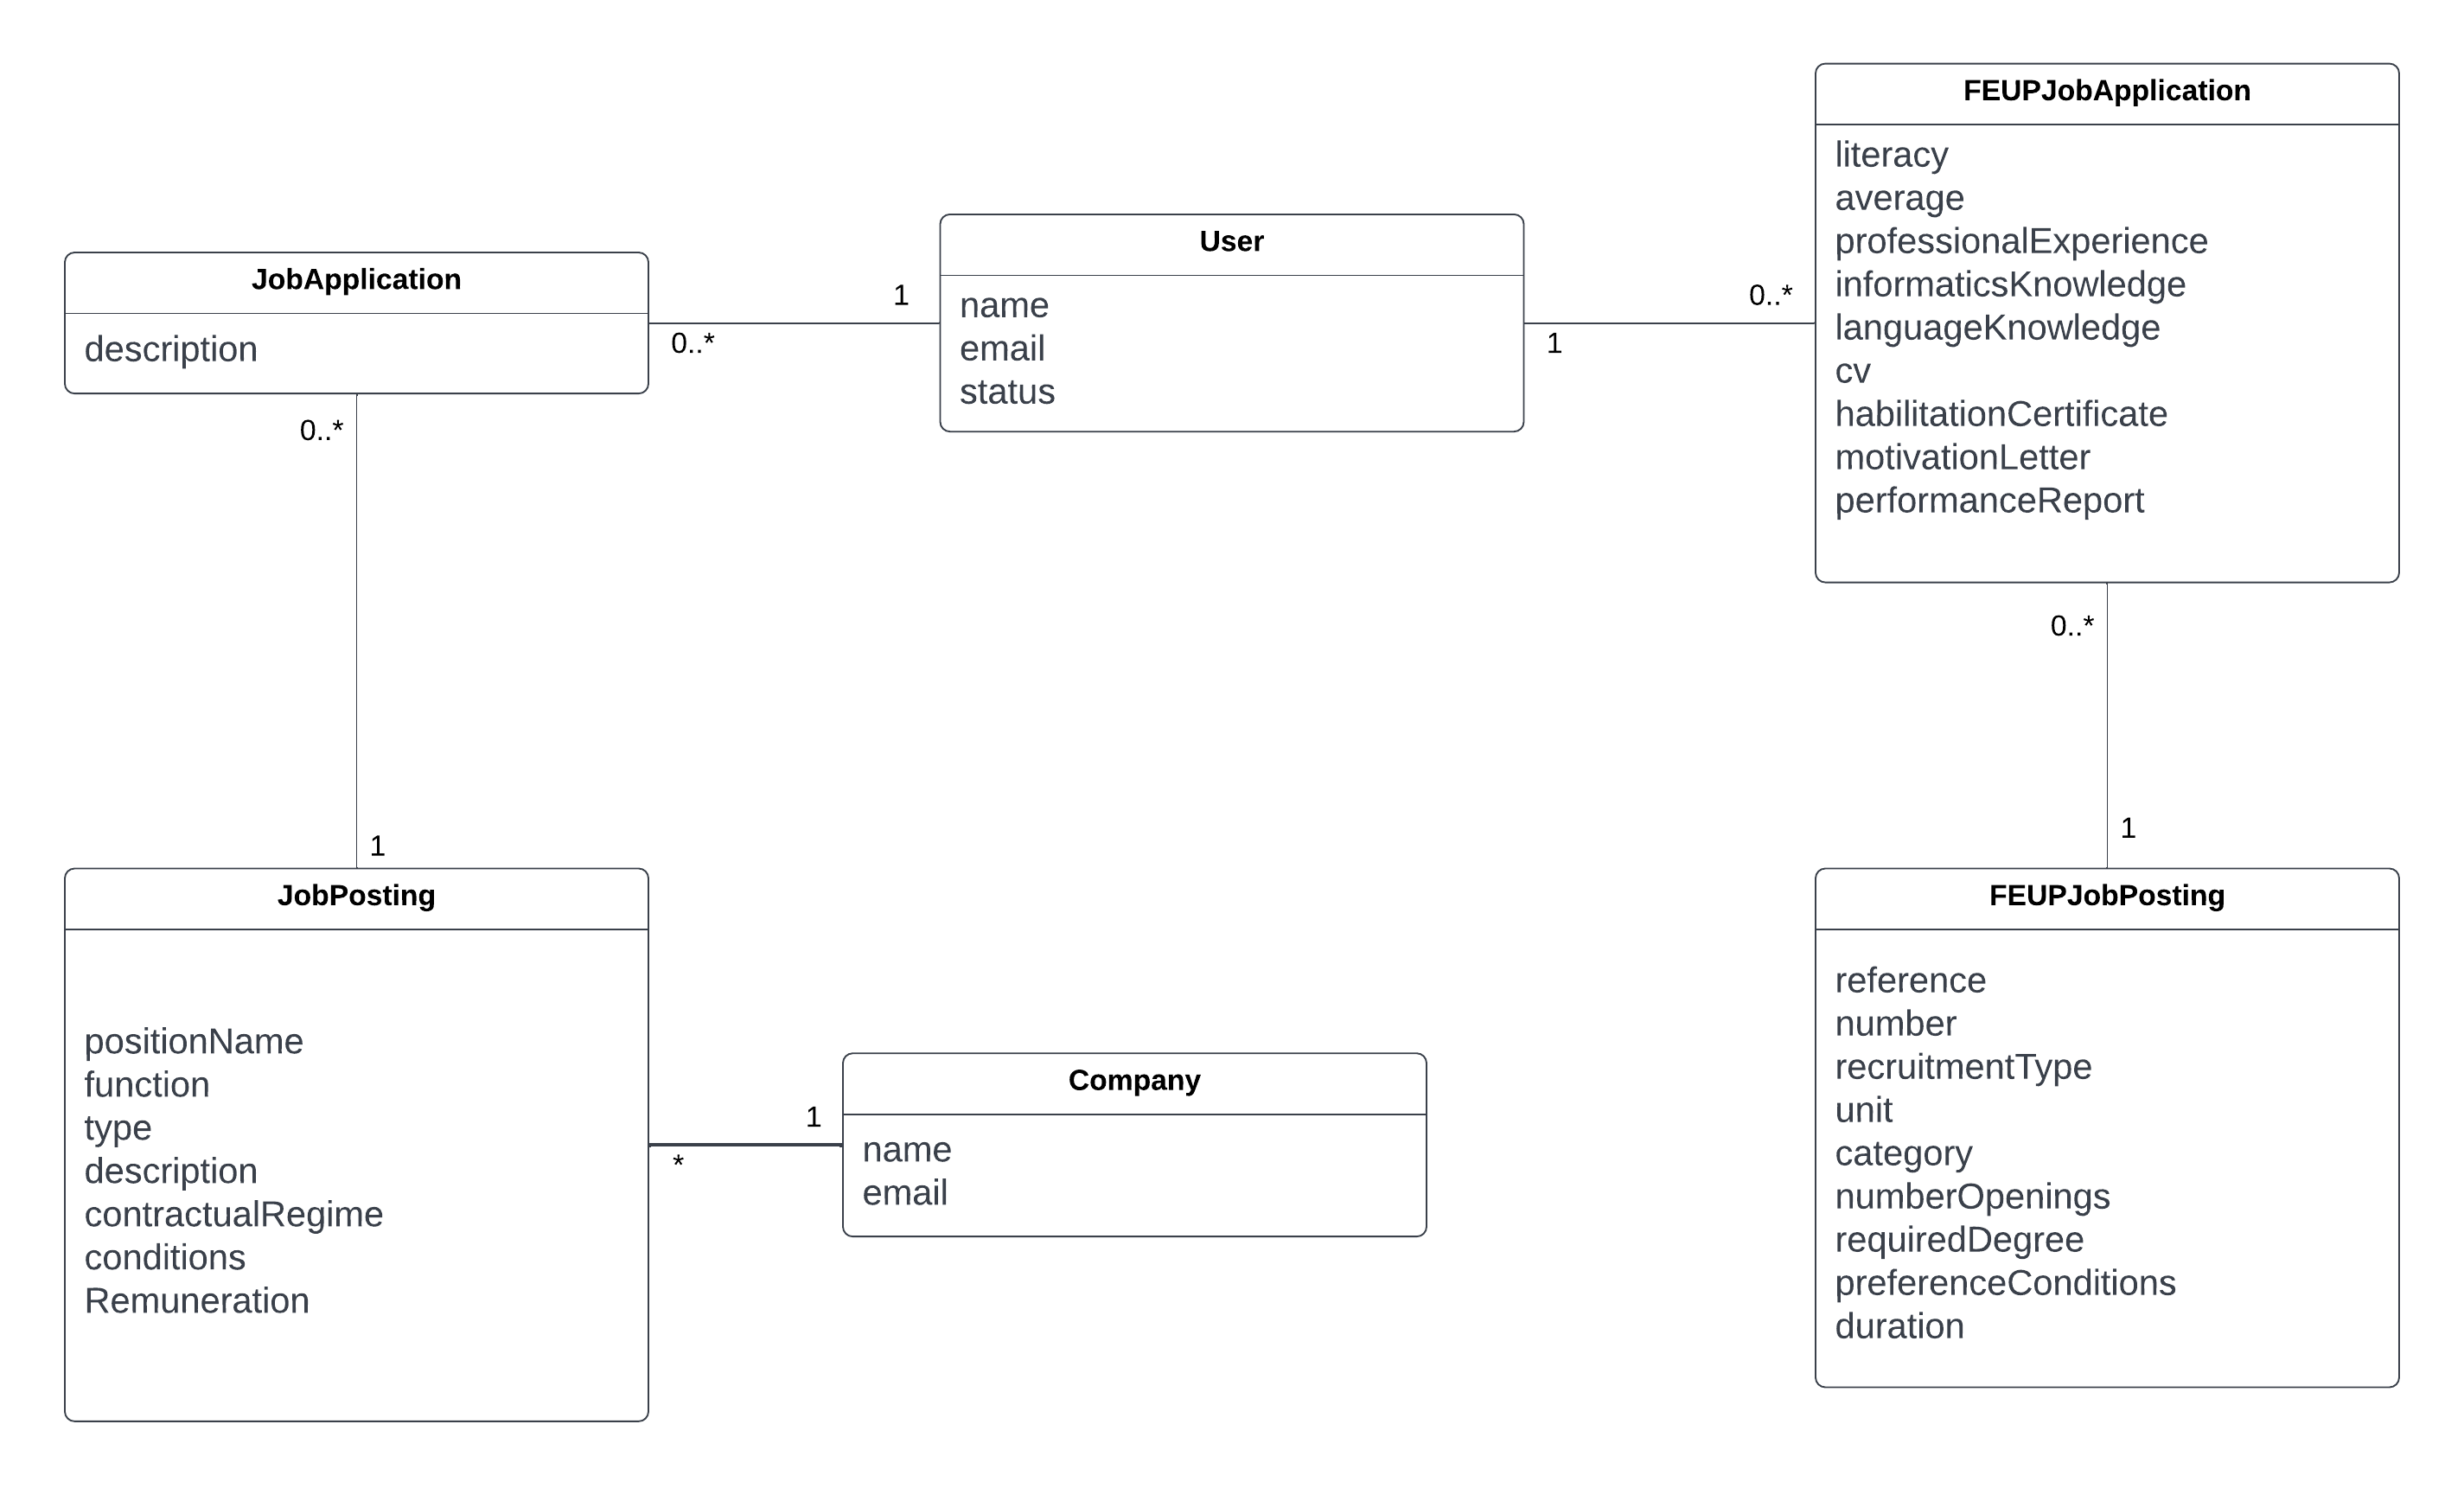 JobApplication
description
0..*
1
User
name
email
status
1
0..*
FEUPJobApplication
literacy
average
professionalExperience
informaticsKnowledge
languageKnowledge
cv
habilitationCertificate
motivationLetter
performanceReport
0..*
1
0..*
1
JobPosting
positionName
function
type
description
contractualRegime
conditions
Remuneration
*
1
Company
name
email
FEUPJobPosting
reference
number
recruitmentType
unit
category
numberOpenings
requiredDegree
preferenceConditions
duration